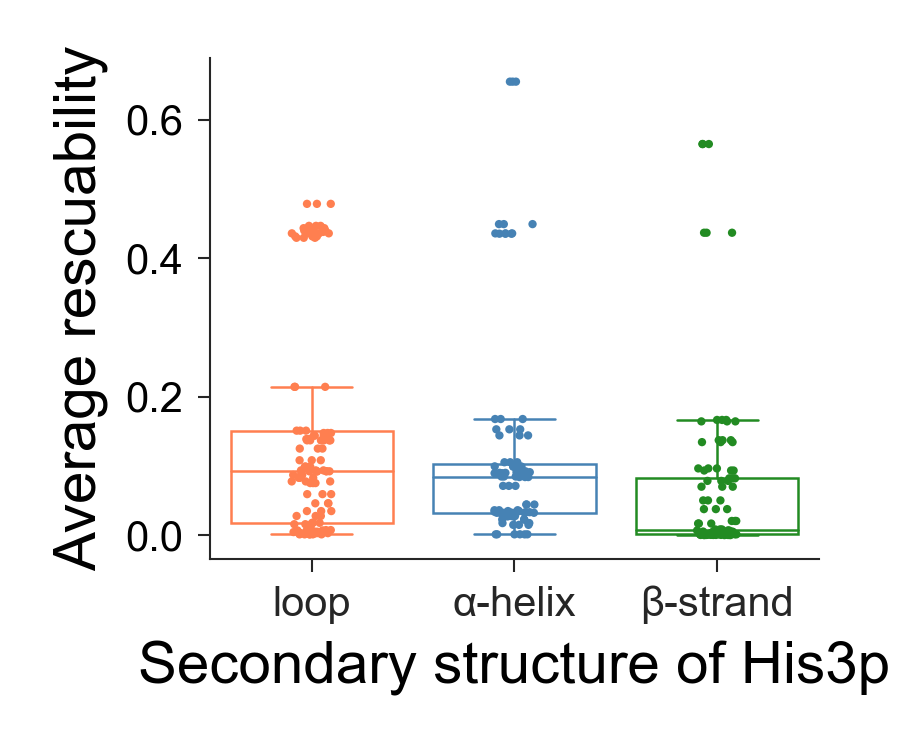 Average rescuability
0.6
0.4
0.2
0.0
loop
α-helix
β-strand
Secondary structure of His3p